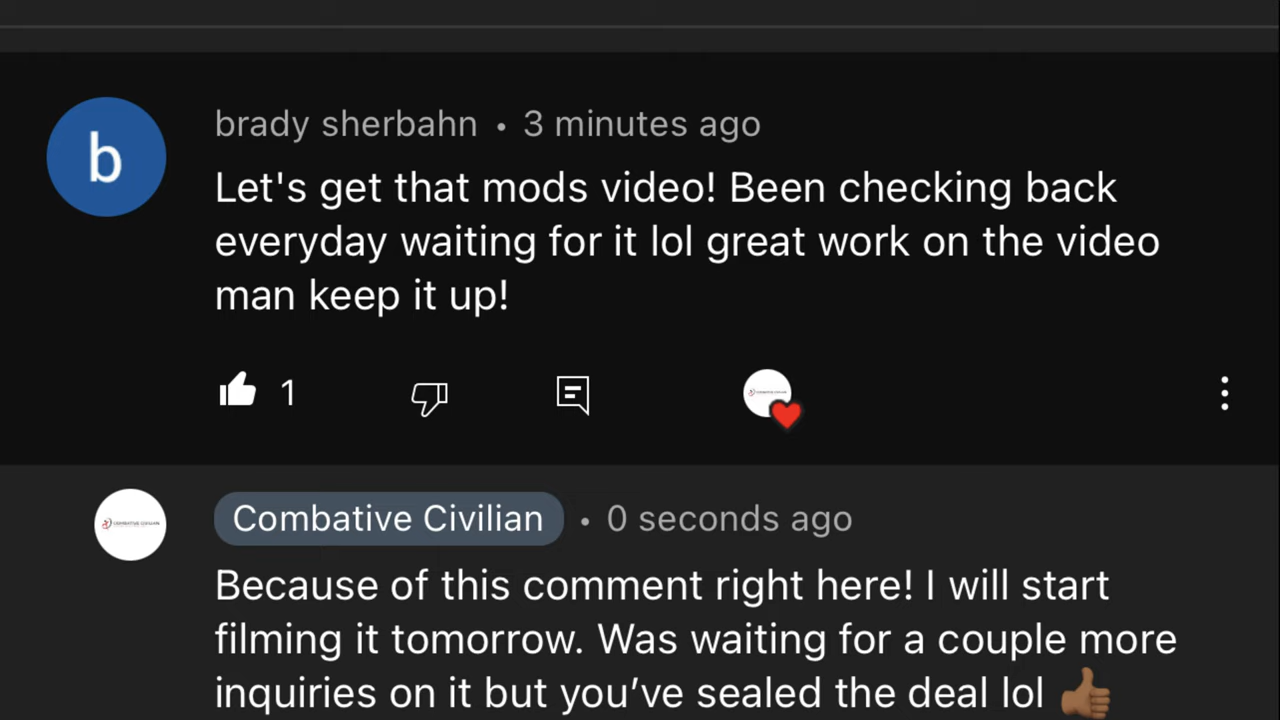 b
brady sherbahn • 3 minutes ago
Let's get that mods video! Been checking back
everyday waiting for it lol great work on the video
man keep it up!
1
Combative Civilian • 0 seconds ago
COMBATIVE CIVILIAN
Because of this comment right here! I will start
filming it tomorrow. Was waiting for a couple more
inquiries on it but you’ve sealed the deal lol 👍🏾